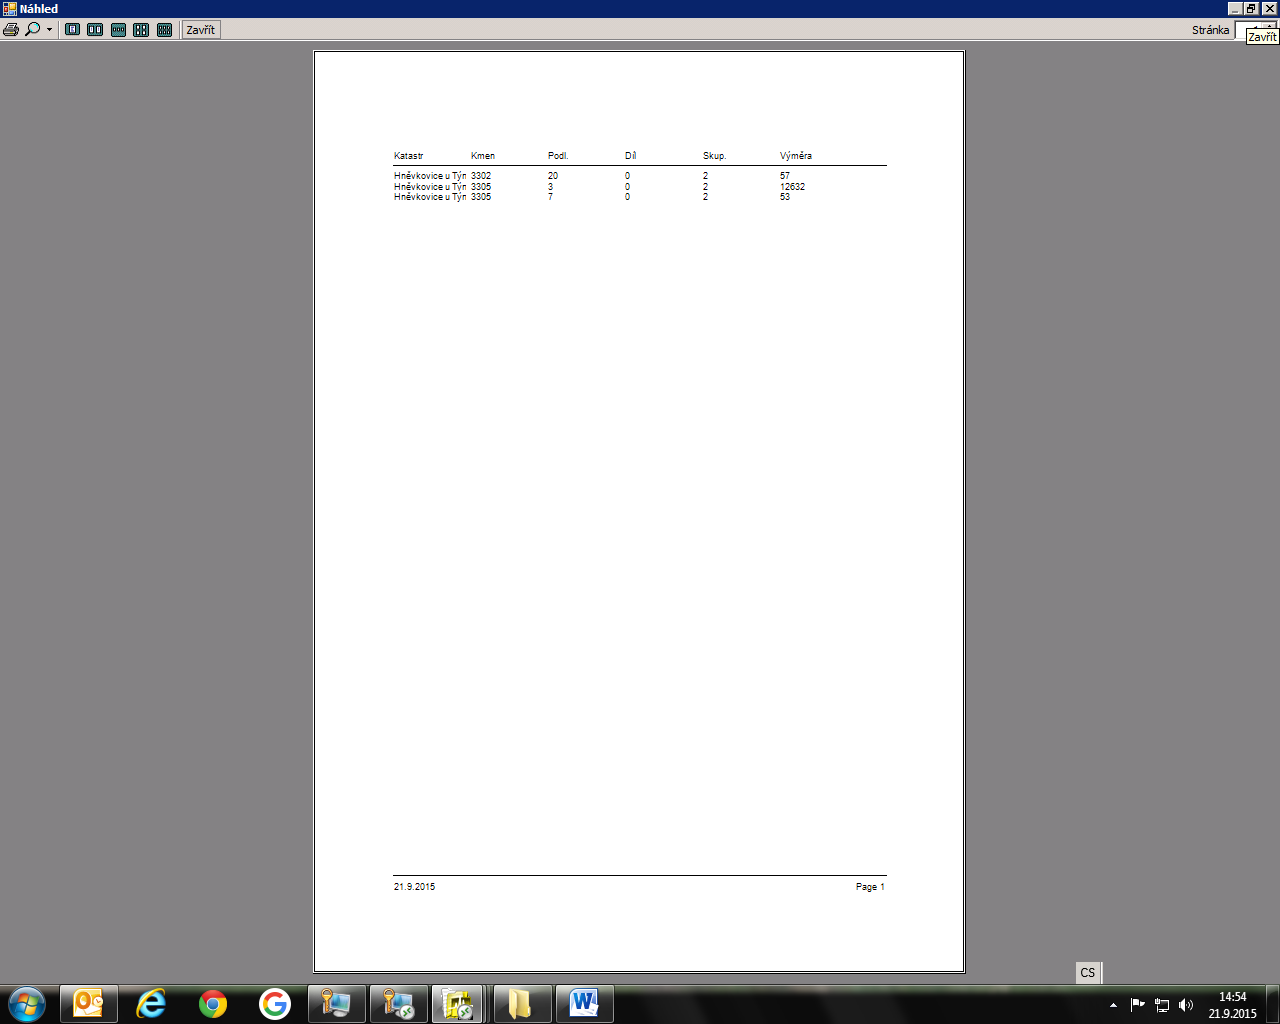 Náhled
Zavřít
Stránka
Zavřít
Katastr Kmen Podl. Díl Skup. Výměra
Hněvkovice u Týn 3302 20 0 2 57
Hněvkovice u Týn 3305 3 0 2 12632
Hněvkovice u Týn 3305 7 0 2 53
21.9.2015 Page 1
CS
14:54
21.9.2015